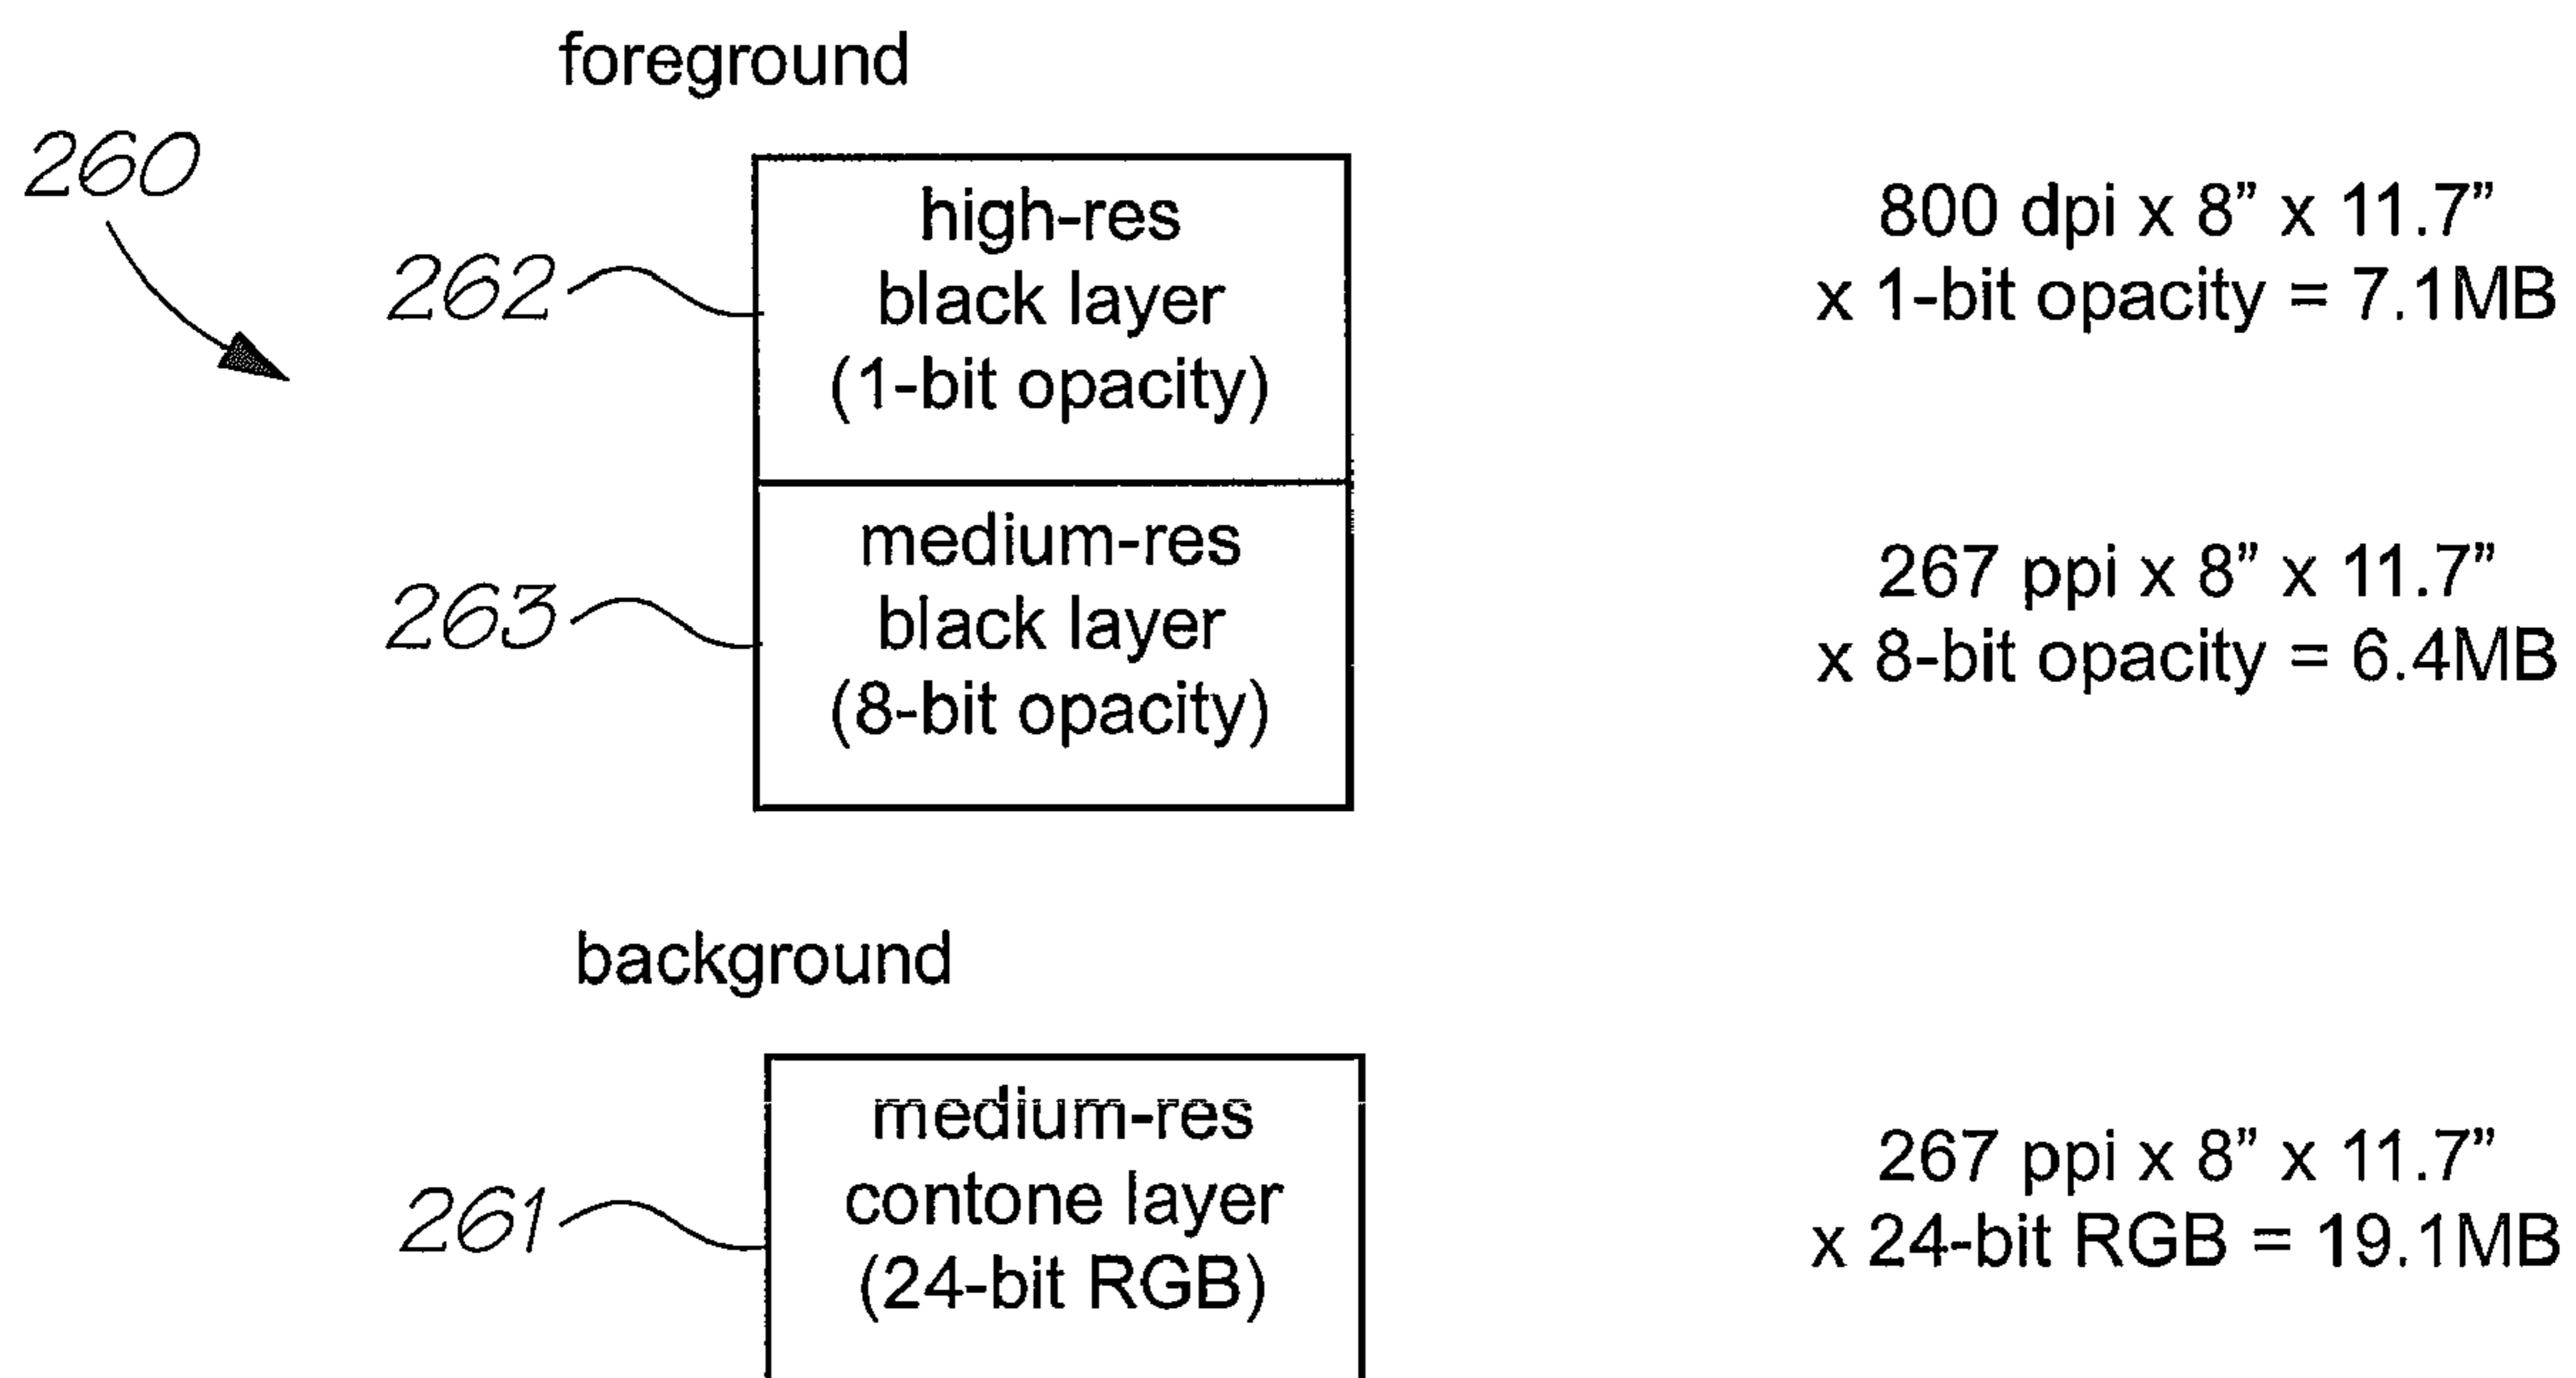 foreground
260
262
high-res
black layer
(1-bit opacity)
800 dpi x 8” x 11.7”
x 1-bit opacity = 7.1MB
263
medium-res
black layer
(8-bit opacity)
267 ppi x 8” x 11.7”
x 8-bit opacity = 6.4MB
background
261
medium-res
contone layer
(24-bit RGB)
267 ppi x 8” x 11.7”
x 24-bit RGB = 19.1MB